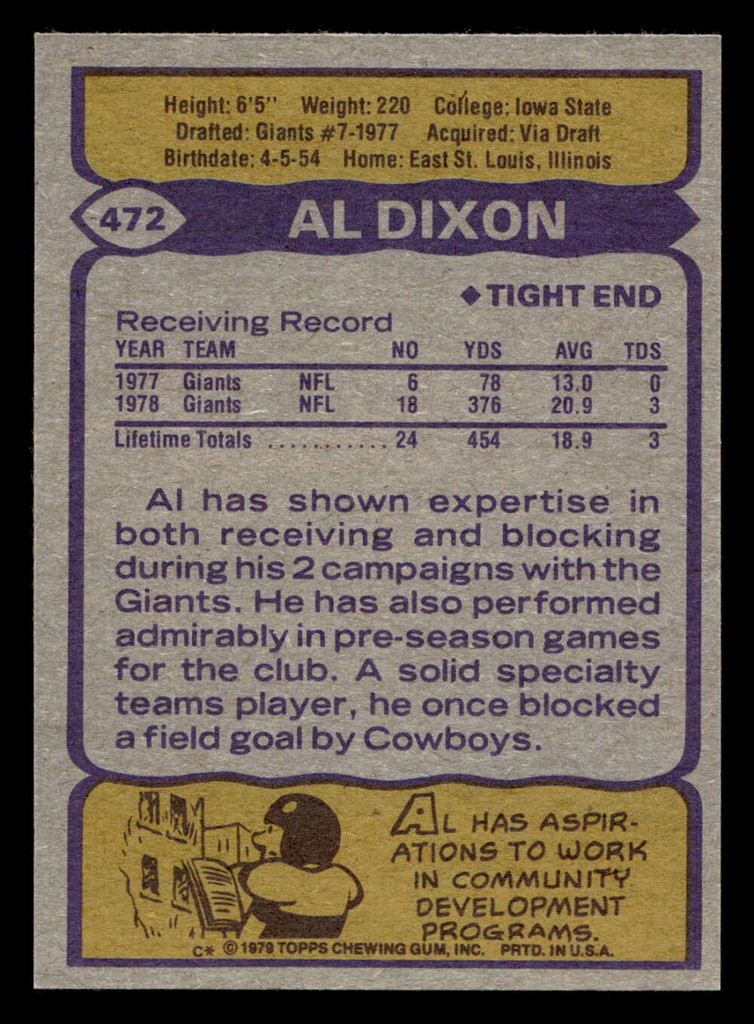 Height: 6'5'' Weight: 220 College: Iowa State
Drafted: Giants #7-1977 Acquired: Via Draft
Birthdate: 4-5-54 Home: East St. Louis, Illinois
472 AL DIXON
◆TIGHT END
Receiving Record
YEAR TEAM NO YDS AVG TDS
1977 Giants NFL 6 78 13.0 0
1978 Giants NFL 18 376 20.9 3
Lifetime Totals ........... 24 454 18.9 3
Al has shown expertise in
both receiving and blocking
during his 2 campaigns with the
Giants. He has also performed
admirably in pre-season games
for the club. A solid specialty
teams player, he once blocked
a field goal by Cowboys.
AL HAS ASPIR-
ATIONS TO WORK
IN COMMUNITY
DEVELOPMENT
PROGRAMS.
C* © 1979 TOPPS CHEWING GUM, INC. PRTD. IN U.S.A.